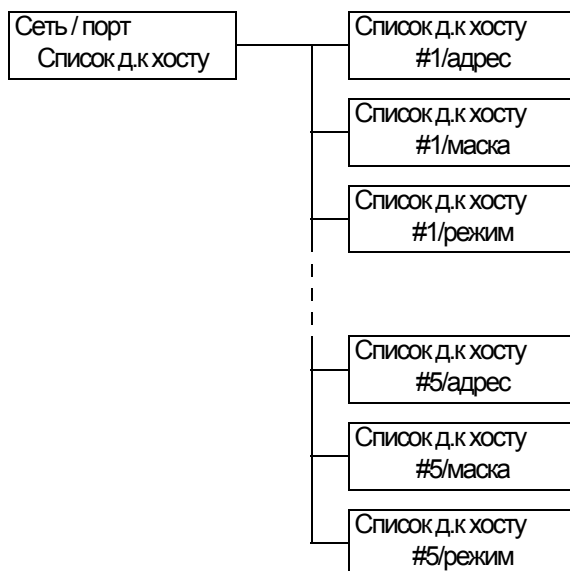 Сеть / порт
Список д.к хосту
Список д.к хосту
#1/адрес
Список д.к хосту
#1/маска
Список д.к хосту
#1/режим
Список д.к хосту
#5/адрес
Список д.к хосту
#5/маска
Список д.к хосту
#5/режим